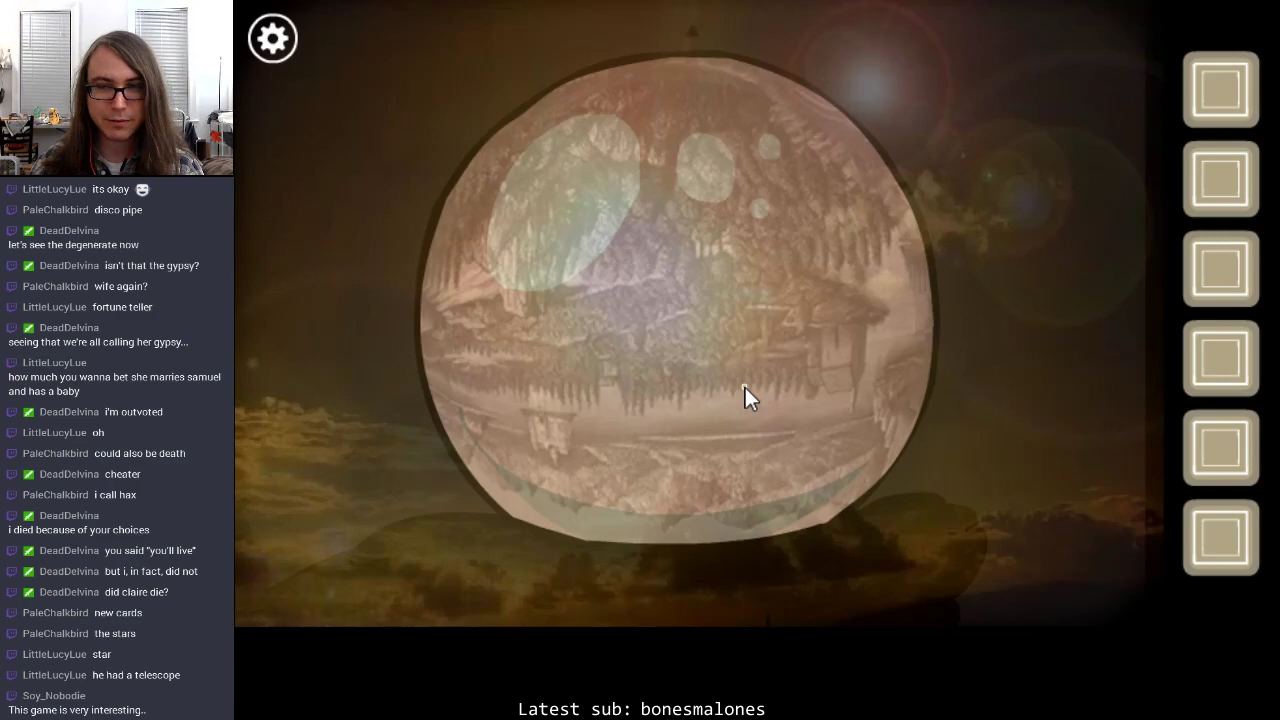 LittleLucyLue its okay
PaleChalkbird disco pipe
DeadDelvina
let's see the degenerate now
DeadDelvina isn't that the gypsy?
PaleChalkbird wife again?
LittleLucyLue fortune teller
DeadDelvina
seeing that we're all calling her gypsy...
LittleLucyLue
how much you wanna bet she marries samuel
and has a baby
DeadDelvina i'm outvoted
LittleLucyLue oh
PaleChalkbird could also be death
DeadDelvina cheater
PaleChalkbird i call hax
DeadDelvina
i died because of your choices
DeadDelvina you said "you'll live"
DeadDelvina but i, in fact, did not
DeadDelvina did claire die?
PaleChalkbird new cards
PaleChalkbird the stars
LittleLucyLue star
LittleLucyLue he had a telescope
Soy_Nobodie
This game is very interesting..
Latest sub: bonesmalones